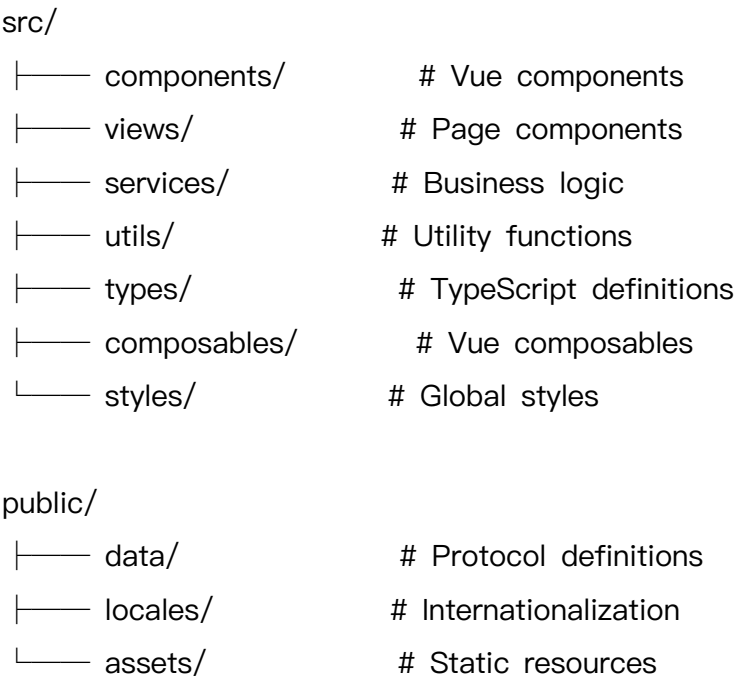 src/
├── components/ # Vue components
├── views/ # Page components
├── services/ # Business logic
├── utils/ # Utility functions
├── types/ # TypeScript definitions
├── composables/ # Vue composables
└── styles/ # Global styles
public/
├── data/ # Protocol definitions
├── locales/ # Internationalization
└── assets/ # Static resources